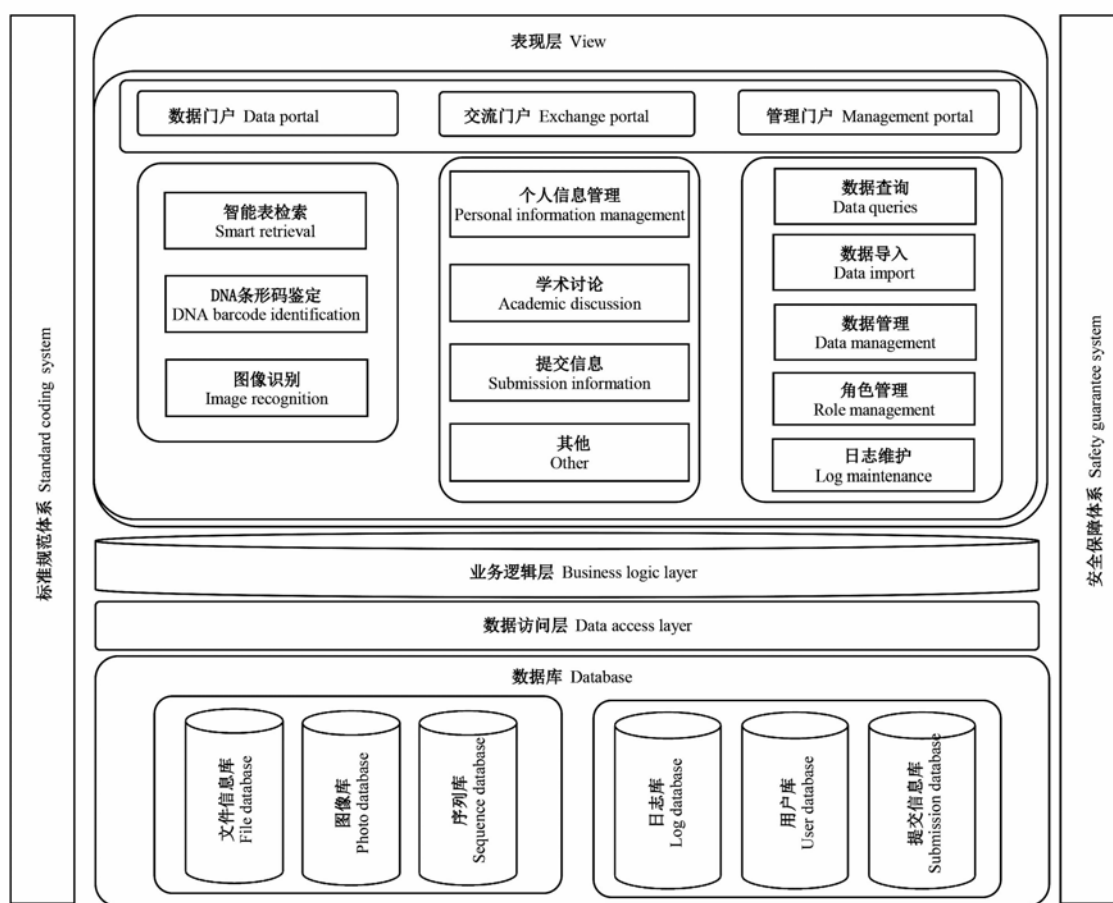 表现层 View
数据门户 Data portal
交流门户 Exchange portal
管理门户 Management portal
智能表检索
Smart retrieval
DNA条形码鉴定
DNA barcode identification
图像识别
Image recognition
个人信息管理
Personal information management
学术讨论
Academic discussion
提交信息
Submission information
其他
Other
数据查询
Data queries
数据导入
Data import
数据管理
Data management
角色管理
Role management
日志维护
Log maintenance
标准规范体系 Standard coding system
安全保障体系 Safety guarantee system
业务逻辑层 Business logic layer
数据访问层 Data access layer
数据库 Database
文件信息库
File database
图像库
Photo database
序列库
Sequence database
日志库
Log database
用户库
User database
提交信息库
Submission database